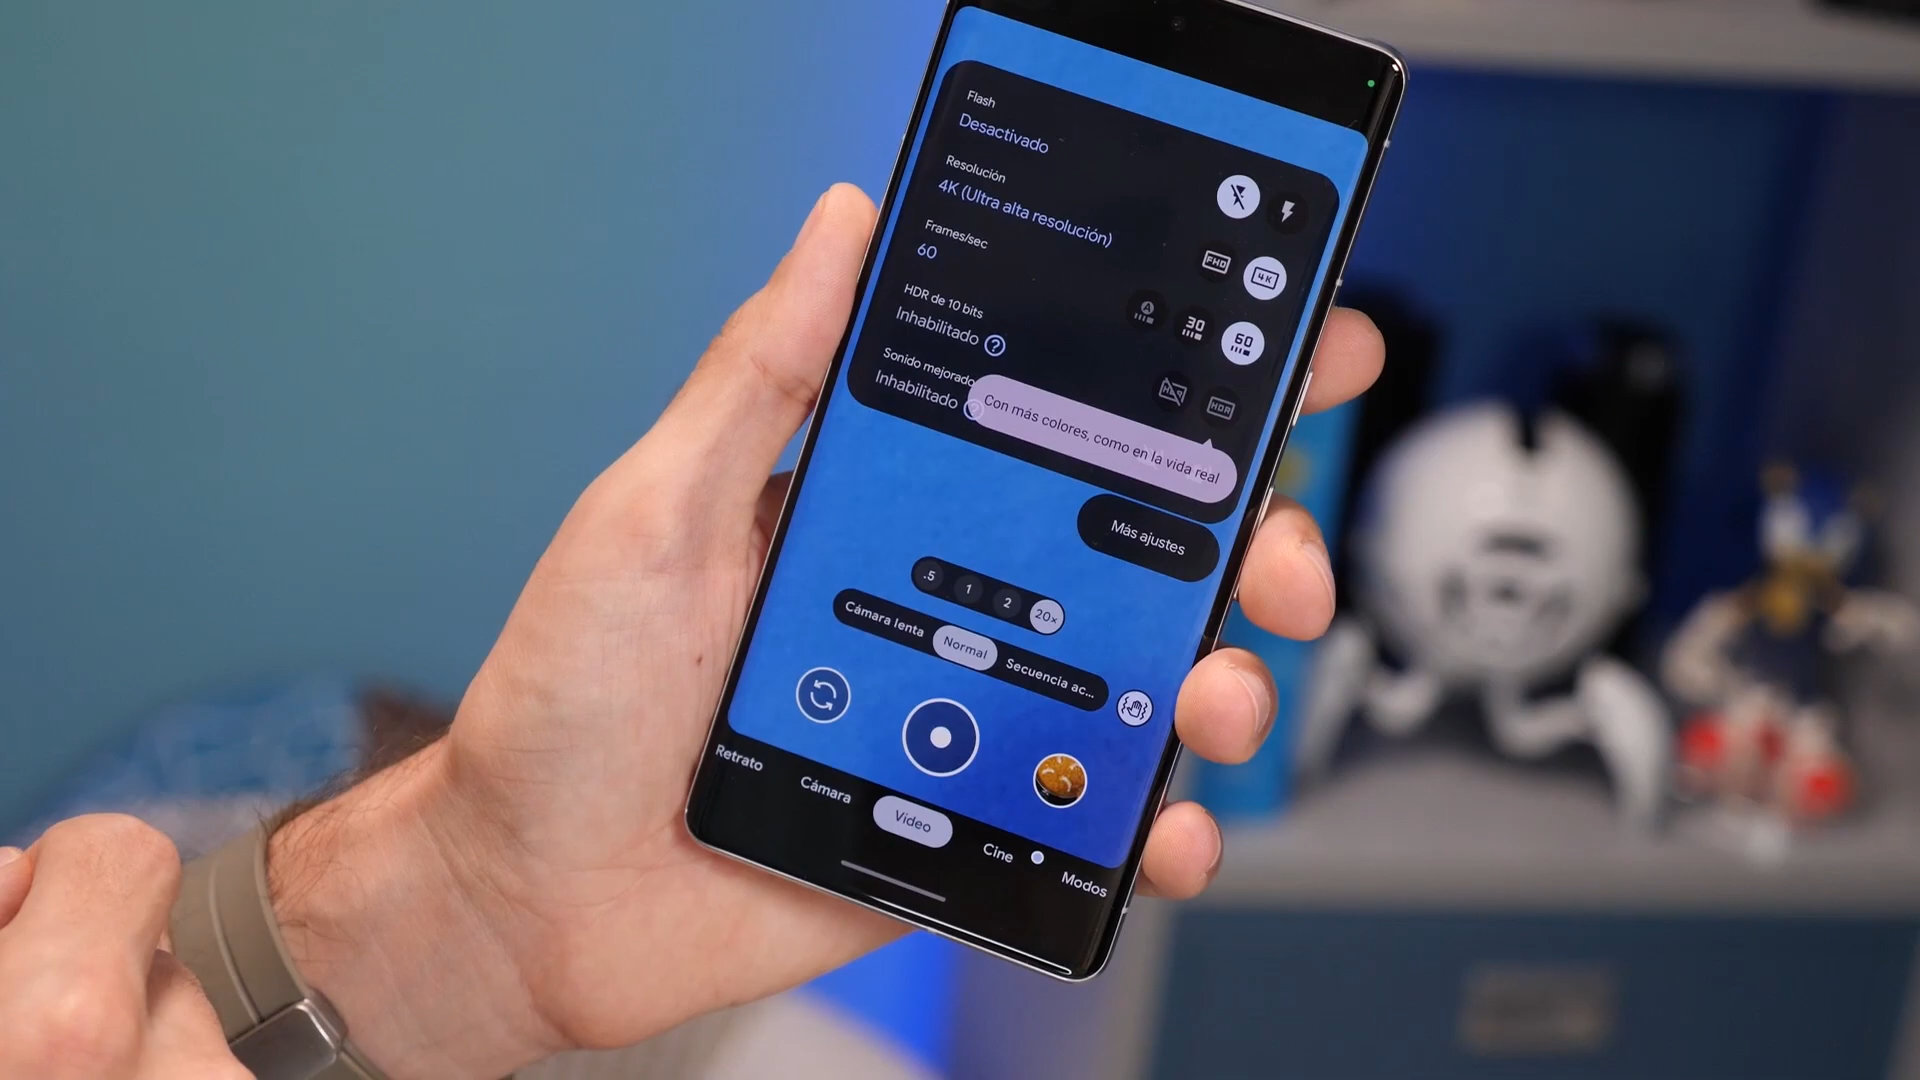 Flash
Desactivado
Resolución
4K (Ultra alta resolución)
FHD
4K
Frames/sec
60
A
30
60
HDR de 10 bits
Inhabilitado ?
HDR
HDR
Sonido mejorado
Inhabilitado ?
Con más colores, como en la vida real
Más ajustes
.5 1 2 20×
Cámara lenta Normal Secuencia ac...
Retrato Cámara Video Cine Modos